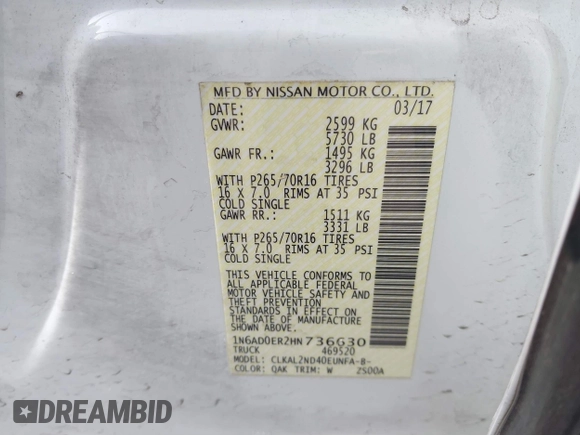 MFD BY NISSAN MOTOR CO., LTD.
DATE: 03/17
GVWR: 2599 KG
5730 LB
GAWR FR.: 1495 KG
3296 LB
WITH P265/70R16 TIRES
16 X 7.0 RIMS AT 35 PSI
COLD SINGLE
GAWR RR.: 1511 KG
3331 LB
WITH P265/70R16 TIRES
16 X 7.0 RIMS AT 35 PSI
COLD SINGLE
THIS VEHICLE CONFORMS TO
ALL APPLICABLE FEDERAL
MOTOR VEHICLE SAFETY AND
THEFT PREVENTION
STANDARDS IN EFFECT ON
THE DATE OF MANUFACTURE
SHOWN ABOVE.
1N6AD0ER2HN736630
TRUCK 469520
MODEL: CLKAL2ND40EUNFA-B-
COLOR: QAK TRIM: W 2S00A
DREAMBID